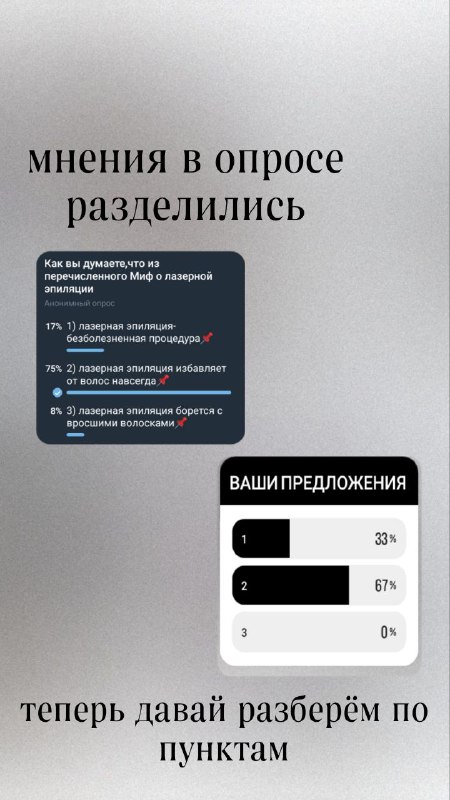 мнения в опросе
разделились
Как вы думаете,что из
перечисленного Миф о лазерной
эпиляции
Анонимный опрос
17% 1) лазерная эпиляция-
безболезненная процедура
75% 2) лазерная эпиляция избавляет
от волос навсегда
8% 3) лазерная эпиляция борется с
вросшими волосками
ВАШИ ПРЕДЛОЖЕНИЯ
1 33%
2 67%
3 0%
теперь давай разберём по
пунктам